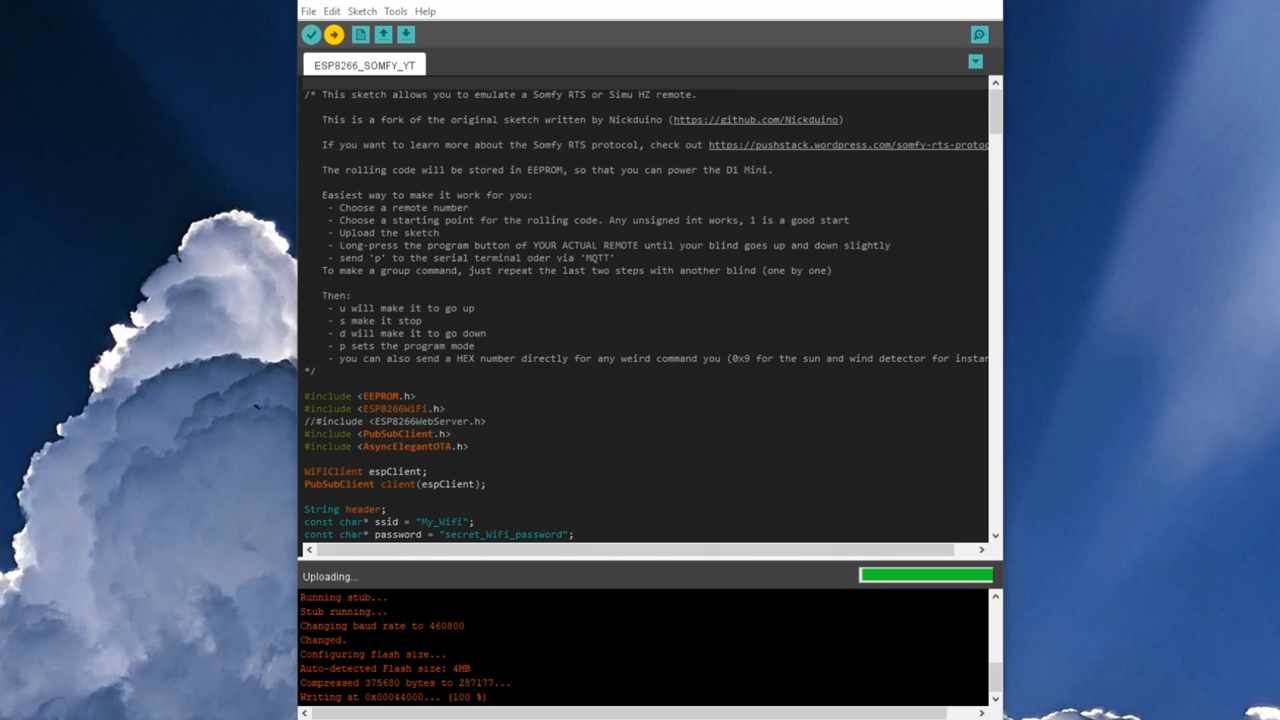 File Edit Sketch Tools Help
ESP8266_SOMFY_YT
/* This sketch allows you to emulate a Somfy RTS or Simu HZ remote.
This is a fork of the original sketch written by Nickduino (https://github.com/Nickduino)
If you want to learn more about the Somfy RTS protocol, check out https://pushstack.wordpress.com/somfy-rts-protoc
The rolling code will be stored in EEPROM, so that you can power the D1 Mini.
Easiest way to make it work for you:
- Choose a remote number
- Choose a starting point for the rolling code. Any unsigned int works, 1 is a good start
- Upload the sketch
- Long-press the program button of YOUR ACTUAL REMOTE until your blind goes up and down slightly
- send 'p' to the serial terminal oder via 'MQTT'
To make a group command, just repeat the last two steps with another blind (one by one)
Then:
- u will make it to go up
- s make it stop
- d will make it to go down
- p sets the program mode
- you can also send a HEX number directly for any weird command you (0x9 for the sun and wind detector for instan
*/
#include <EEPROM.h>
#include <ESP8266WiFi.h>
//#include <ESP8266WebServer.h>
#include <PubSubClient.h>
#include <AsyncElegantOTA.h>
WiFiClient espClient;
PubSubClient client(espClient);
String header;
const char* ssid = "My_Wifi";
const char* password = "secret_WiFi_password";
Uploading...
Running stub...
Stub running...
Changing baud rate to 460800
Changed.
Configuring flash size...
Auto-detected Flash size: 4MB
Compressed 375680 bytes to 287177...
Writing at 0x00044000... (100 %)